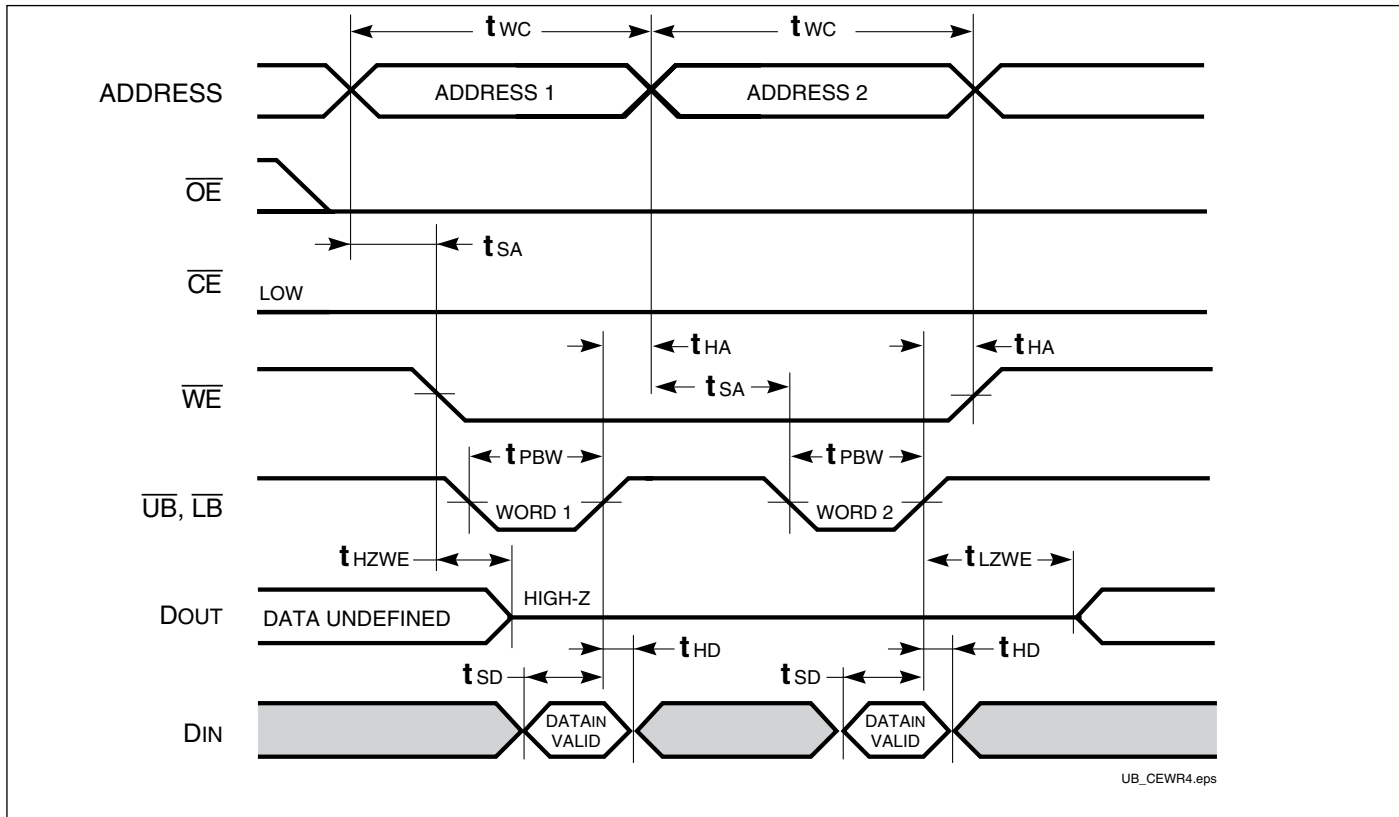 tWC tWC
ADDRESS ADDRESS 1 ADDRESS 2
OE
tSA
CE LOW
tHA tHA
WE tSA
tPBW tPBW
UB, LB WORD 1 WORD 2
tHZWE tLZWE
DOUT DATA UNDEFINED HIGH-Z
tHD tHD
tSD tSD
DIN DATAIN VALID DATAIN VALID
UB_CEWR4.eps